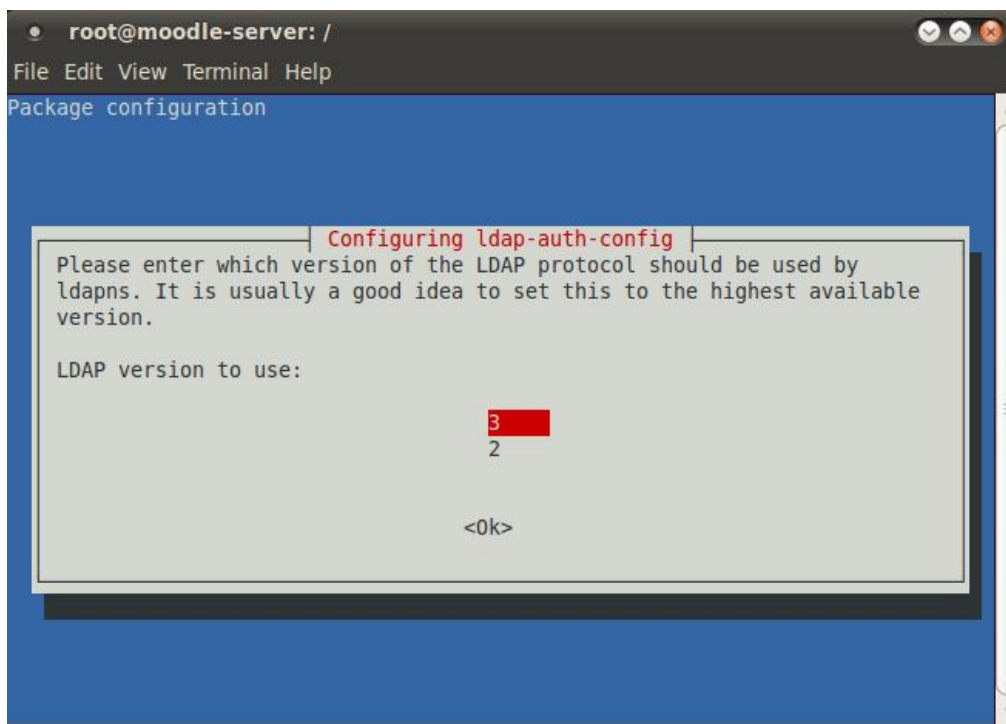 root@moodle-server: /
File Edit View Terminal Help
Package configuration
Configuring ldap-auth-config
Please enter which version of the LDAP protocol should be used by
ldapns. It is usually a good idea to set this to the highest available
version.
LDAP version to use:
3
2
<Ok>